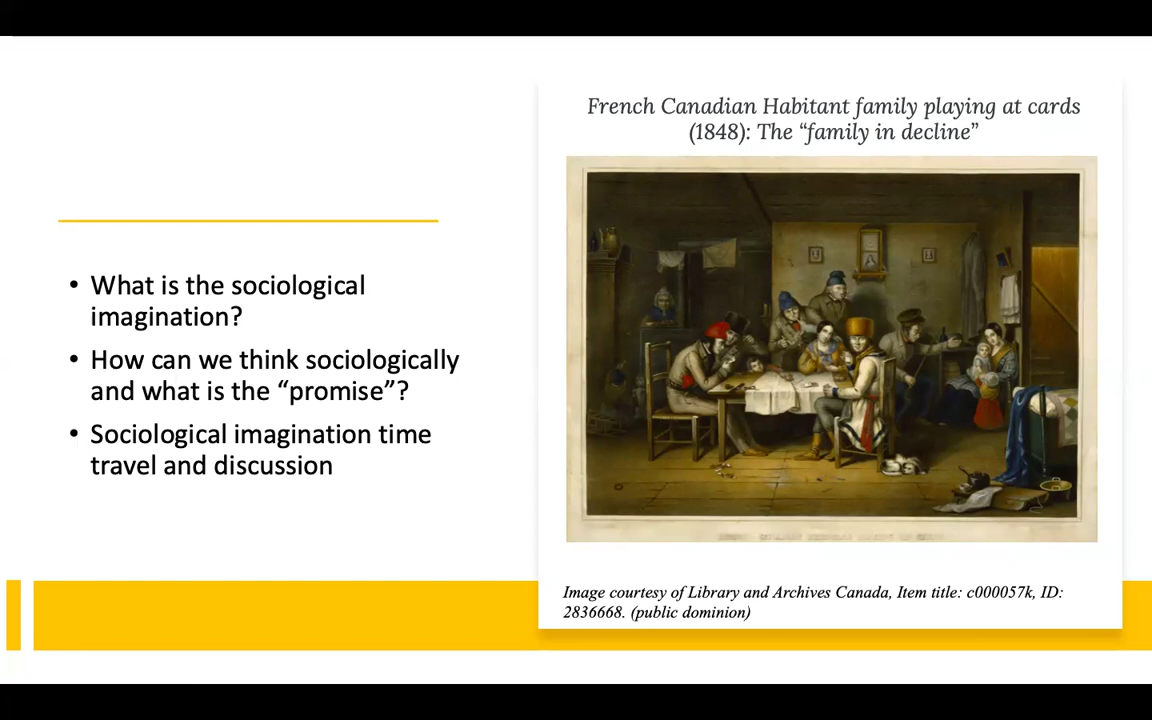 • What is the sociological
imagination?
• How can we think sociologically
and what is the “promise”?
• Sociological imagination time
travel and discussion
French Canadian Habitant family playing at cards
(1848): The “family in decline”
Image courtesy of Library and Archives Canada, Item title: c000057k, ID:
2836668. (public dominion)